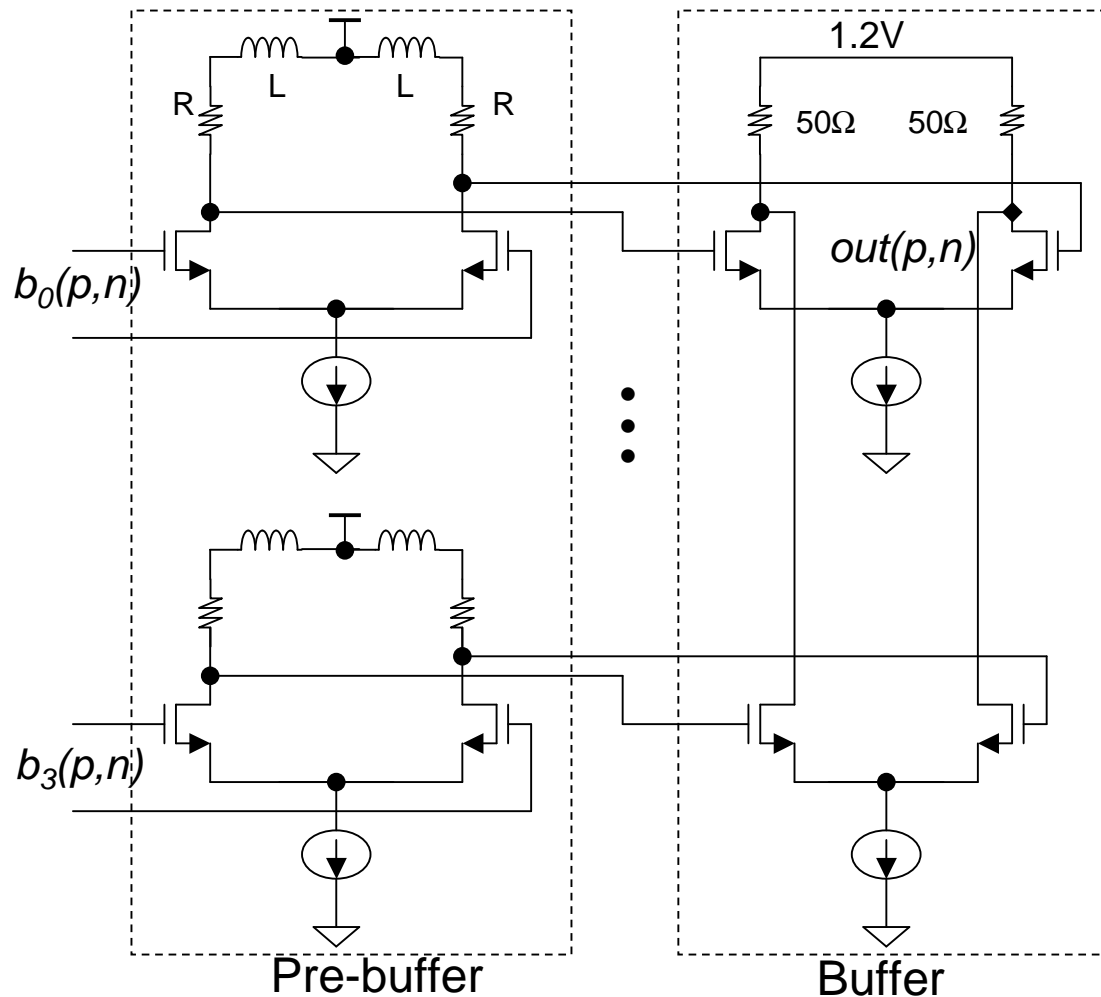 1.2V
L L
R R
50Ω 50Ω
b₀(p,n)
out(p,n)
b₃(p,n)
Pre-buffer
Buffer